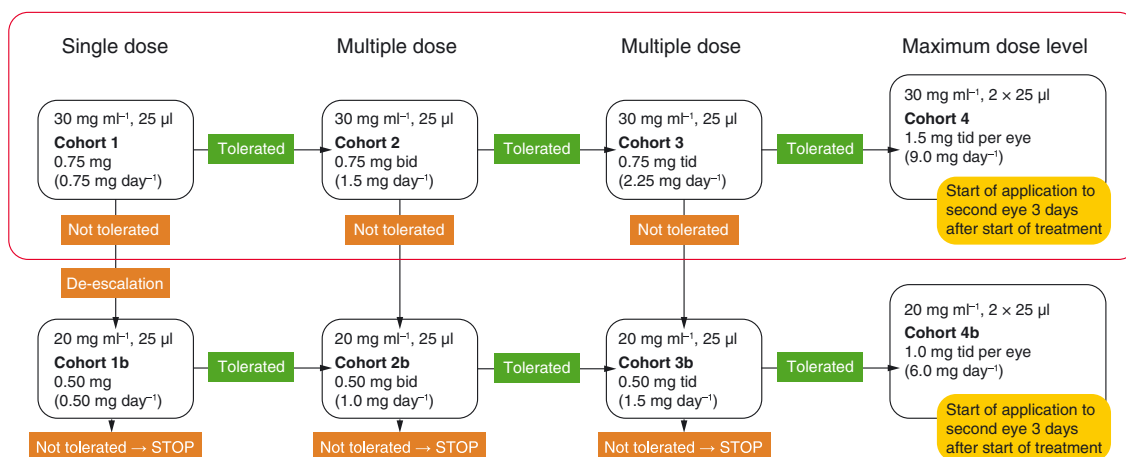 Single dose
Multiple dose
Multiple dose
Maximum dose level
30 mg ml⁻¹, 25 µl
Cohort 1
0.75 mg
(0.75 mg day⁻¹)
Tolerated
30 mg ml⁻¹, 25 µl
Cohort 2
0.75 mg bid
(1.5 mg day⁻¹)
Tolerated
30 mg ml⁻¹, 25 µl
Cohort 3
0.75 mg tid
(2.25 mg day⁻¹)
Tolerated
30 mg ml⁻¹, 2 × 25 µl
Cohort 4
1.5 mg tid per eye
(9.0 mg day⁻¹)
Start of application to
second eye 3 days
after start of treatment
Not tolerated
Not tolerated
Not tolerated
De-escalation
20 mg ml⁻¹, 25 µl
Cohort 1b
0.50 mg
(0.50 mg day⁻¹)
Tolerated
20 mg ml⁻¹, 25 µl
Cohort 2b
0.50 mg bid
(1.0 mg day⁻¹)
Tolerated
20 mg ml⁻¹, 25 µl
Cohort 3b
0.50 mg tid
(1.5 mg day⁻¹)
Tolerated
20 mg ml⁻¹, 2 × 25 µl
Cohort 4b
1.0 mg tid per eye
(6.0 mg day⁻¹)
Start of application to
second eye 3 days
after start of treatment
Not tolerated → STOP
Not tolerated → STOP
Not tolerated → STOP